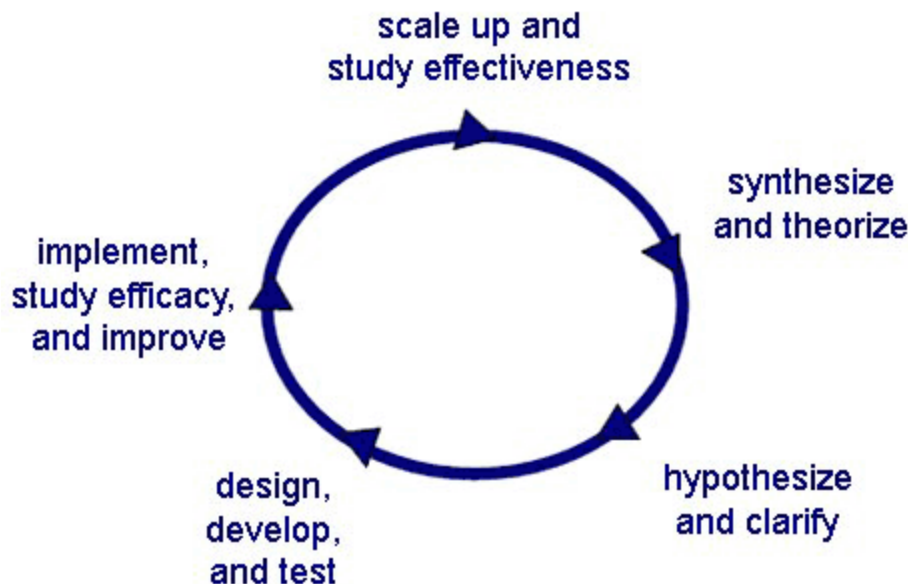 scale up and
study effectiveness
synthesize
and theorize
hypothesize
and clarify
design,
develop,
and test
implement,
study efficacy,
and improve